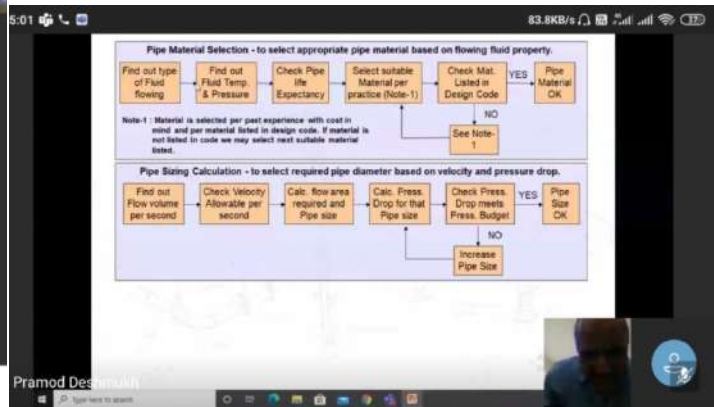 5:01
83.8KB/s
Pipe Material Selection - to select appropriate pipe material based on flowing fluid property.
Find out type
of Fluid
flowing
Find out
Fluid Temp.
& Pressure
Check Pipe
life
Expectancy
Select suitable
Material per
practice (Note-1)
Check Mat.
Listed in
Design Code
YES
Pipe
Material
OK
NO
See Note-
1
Note-1 : Material is selected per past experience with cost in
mind and per material listed in design code. If material is
not listed in code we may select next suitable material
listed.
Pipe Sizing Calculation - to select required pipe diameter based on velocity and pressure drop.
Find out
Flow volume
per second
Check Velocity
Allowable per
second
Calc. flow area
required and
Pipe size
Calc. Press.
Drop for that
Pipe size
Check Press.
Drop meets
Press. Budget
YES
Pipe
Size
OK
NO
Increase
Pipe Size
Pramod Deshmukh
Type here to search